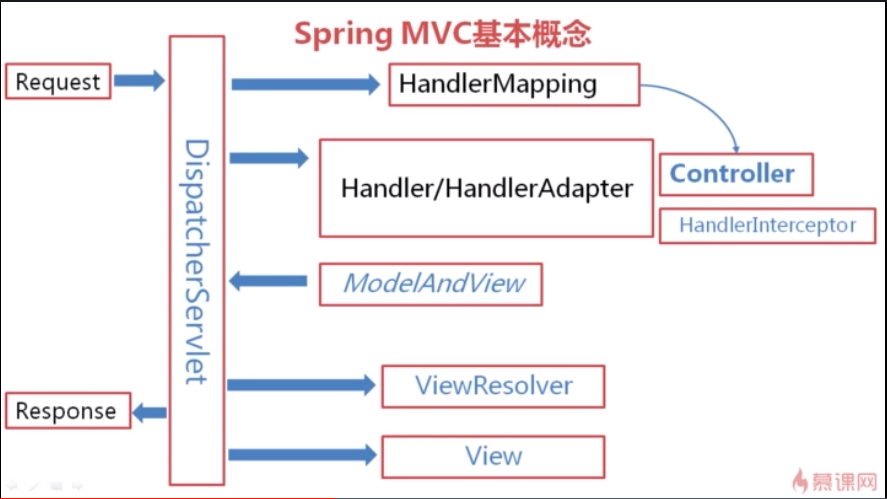 Spring MVC基本概念
Request
HandlerMapping
DispatcherServlet
Handler/HandlerAdapter
Controller
HandlerInterceptor
ModelAndView
ViewResolver
Response
View
慕课网